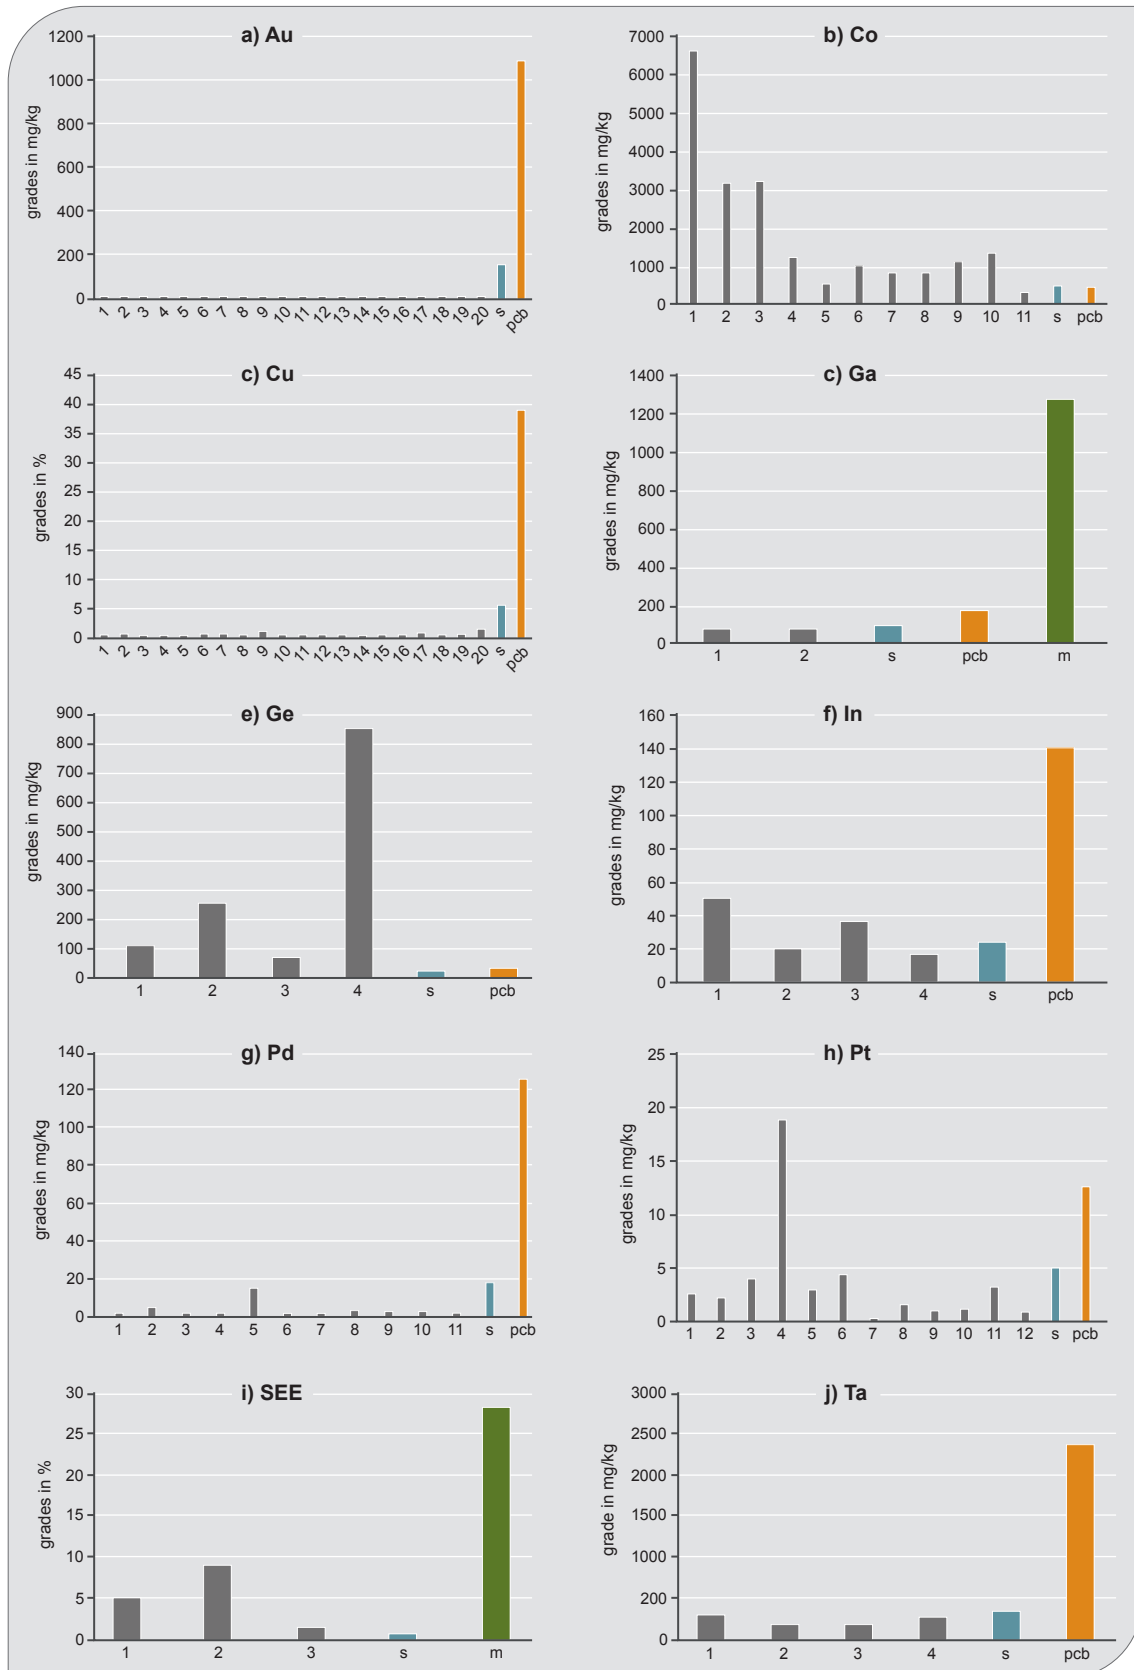 a) Au
grades in mg/kg
1200
1000
800
600
400
200
0
1 2 3 4 5 6 7 8 9 10 11 12 13 14 15 16 17 18 19 20 s pcb
b) Co
grades in mg/kg
7000
6000
5000
4000
3000
2000
1000
0
1 2 3 4 5 6 7 8 9 10 11 s pcb
c) Cu
grades in %
45
40
35
30
25
20
15
10
5
0
1 2 3 4 5 6 7 8 9 10 11 12 13 14 15 16 17 18 19 20 s pcb
c) Ga
grades in mg/kg
1400
1200
1000
800
600
400
200
0
1 2 s pcb m
e) Ge
grades in mg/kg
900
800
700
600
500
400
300
200
100
0
1 2 3 4 s pcb
f) In
grades in mg/kg
160
140
120
100
80
60
40
20
0
1 2 3 4 s pcb
g) Pd
grades in mg/kg
140
120
100
80
60
40
20
0
1 2 3 4 5 6 7 8 9 10 11 s pcb
h) Pt
grades in mg/kg
25
20
15
10
5
0
1 2 3 4 5 6 7 8 9 10 11 12 s pcb
i) SEE
grades in %
30
25
20
15
10
5
0
1 2 3 s m
j) Ta
grade in mg/kg
3000
2500
2000
1500
1000
200
0
1 2 3 4 s pcb